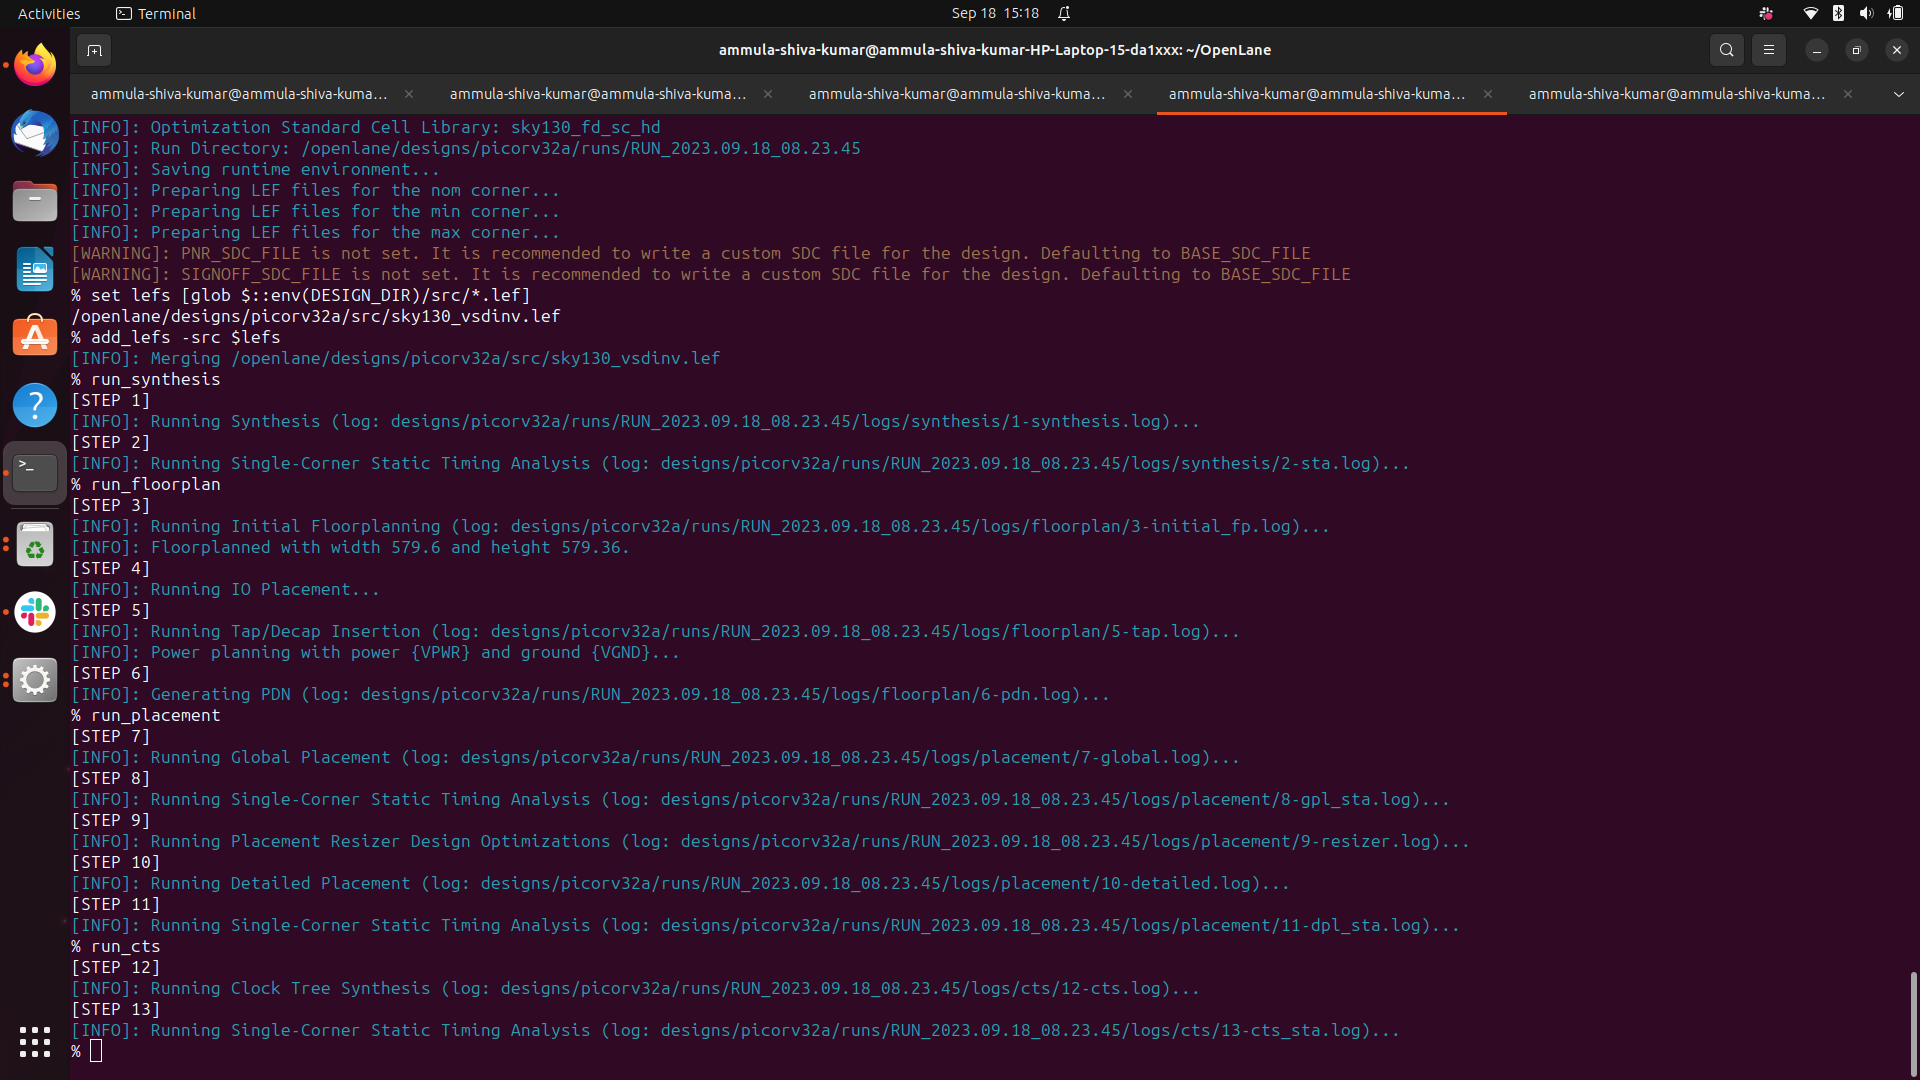 Activities
Terminal
Sep 18 15:18
ammula-shiva-kumar@ammula-shiva-kumar-HP-Laptop-15-da1xxx: ~/OpenLane
ammula-shiva-kumar@ammula-shiva-kuma...
ammula-shiva-kumar@ammula-shiva-kuma...
ammula-shiva-kumar@ammula-shiva-kuma...
ammula-shiva-kumar@ammula-shiva-kuma...
ammula-shiva-kumar@ammula-shiva-kuma...
[INFO]: Optimization Standard Cell Library: sky130_fd_sc_hd
[INFO]: Run Directory: /openlane/designs/picorv32a/runs/RUN_2023.09.18_08.23.45
[INFO]: Saving runtime environment...
[INFO]: Preparing LEF files for the nom corner...
[INFO]: Preparing LEF files for the min corner...
[INFO]: Preparing LEF files for the max corner...
[WARNING]: PNR_SDC_FILE is not set. It is recommended to write a custom SDC file for the design. Defaulting to BASE_SDC_FILE
[WARNING]: SIGNOFF_SDC_FILE is not set. It is recommended to write a custom SDC file for the design. Defaulting to BASE_SDC_FILE
% set lefs [glob $::env(DESIGN_DIR)/src/*.lef]
/openlane/designs/picorv32a/src/sky130_vsdinv.lef
% add_lefs -src $lefs
[INFO]: Merging /openlane/designs/picorv32a/src/sky130_vsdinv.lef
% run_synthesis
[STEP 1]
[INFO]: Running Synthesis (log: designs/picorv32a/runs/RUN_2023.09.18_08.23.45/logs/synthesis/1-synthesis.log)...
[STEP 2]
[INFO]: Running Single-Corner Static Timing Analysis (log: designs/picorv32a/runs/RUN_2023.09.18_08.23.45/logs/synthesis/2-sta.log)...
% run_floorplan
[STEP 3]
[INFO]: Running Initial Floorplanning (log: designs/picorv32a/runs/RUN_2023.09.18_08.23.45/logs/floorplan/3-initial_fp.log)...
[INFO]: Floorplanned with width 579.6 and height 579.36.
[STEP 4]
[INFO]: Running IO Placement...
[STEP 5]
[INFO]: Running Tap/Decap Insertion (log: designs/picorv32a/runs/RUN_2023.09.18_08.23.45/logs/floorplan/5-tap.log)...
[INFO]: Power planning with power {VPWR} and ground {VGND}...
[STEP 6]
[INFO]: Generating PDN (log: designs/picorv32a/runs/RUN_2023.09.18_08.23.45/logs/floorplan/6-pdn.log)...
% run_placement
[STEP 7]
[INFO]: Running Global Placement (log: designs/picorv32a/runs/RUN_2023.09.18_08.23.45/logs/placement/7-global.log)...
[STEP 8]
[INFO]: Running Single-Corner Static Timing Analysis (log: designs/picorv32a/runs/RUN_2023.09.18_08.23.45/logs/placement/8-gpl_sta.log)...
[STEP 9]
[INFO]: Running Placement Resizer Design Optimizations (log: designs/picorv32a/runs/RUN_2023.09.18_08.23.45/logs/placement/9-resizer.log)...
[STEP 10]
[INFO]: Running Detailed Placement (log: designs/picorv32a/runs/RUN_2023.09.18_08.23.45/logs/placement/10-detailed.log)...
[STEP 11]
[INFO]: Running Single-Corner Static Timing Analysis (log: designs/picorv32a/runs/RUN_2023.09.18_08.23.45/logs/placement/11-dpl_sta.log)...
% run_cts
[STEP 12]
[INFO]: Running Clock Tree Synthesis (log: designs/picorv32a/runs/RUN_2023.09.18_08.23.45/logs/cts/12-cts.log)...
[STEP 13]
[INFO]: Running Single-Corner Static Timing Analysis (log: designs/picorv32a/runs/RUN_2023.09.18_08.23.45/logs/cts/13-cts_sta.log)...
%